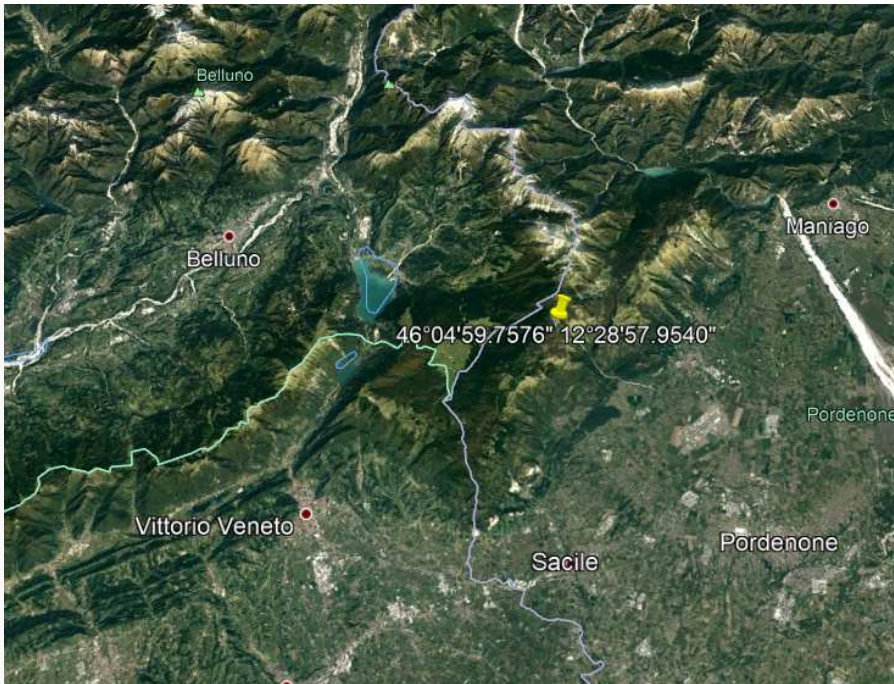 Belluno
Maniago
Belluno
46°04'59.7576" 12°28'57.9540"
Pordenone
Vittorio Veneto
Pordenone
Sacile